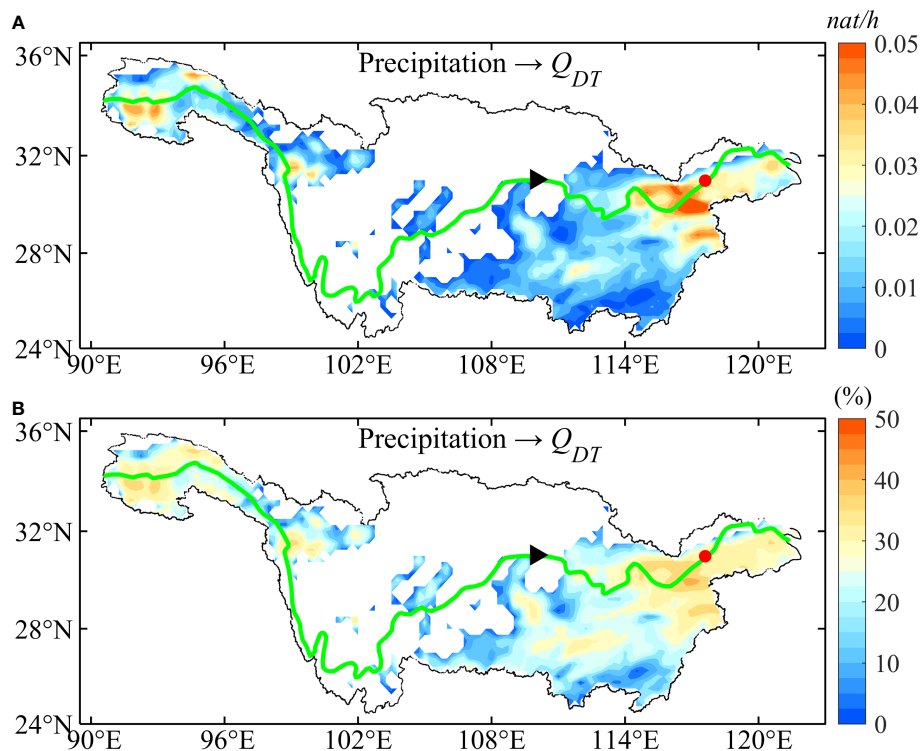 A
nat/h
Precipitation → Q_DT
36°N
32°N
28°N
24°N
90°E 96°E 102°E 108°E 114°E 120°E
0.05
0.04
0.03
0.02
0.01
0
B
(%)
Precipitation → Q_DT
36°N
32°N
28°N
24°N
90°E 96°E 102°E 108°E 114°E 120°E
50
40
30
20
10
0